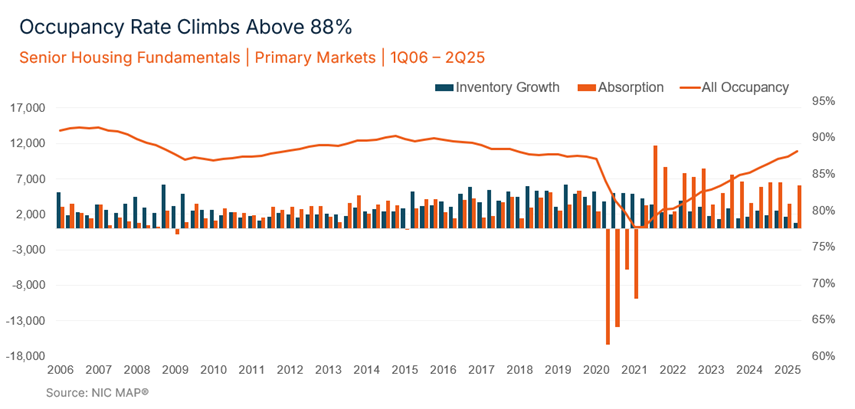 Occupancy Rate Climbs Above 88%
Senior Housing Fundamentals | Primary Markets | 1Q06 – 2Q25
Inventory Growth Absorption All Occupancy
17,000 95%
12,000 90%
7,000 85%
2,000 80%
-3,000 75%
-8,000 70%
-13,000 65%
-18,000 60%
2006 2007 2008 2009 2010 2011 2012 2013 2014 2015 2016 2017 2018 2019 2020 2021 2022 2023 2024 2025
Source: NIC MAP®